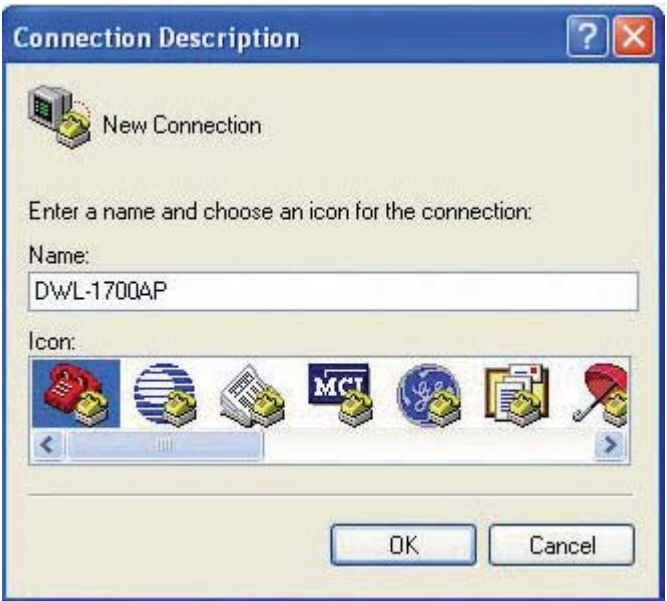 Connection Description
New Connection
Enter a name and choose an icon for the connection:
Name:
DWL-1700AP
Icon:
MCI
OK
Cancel